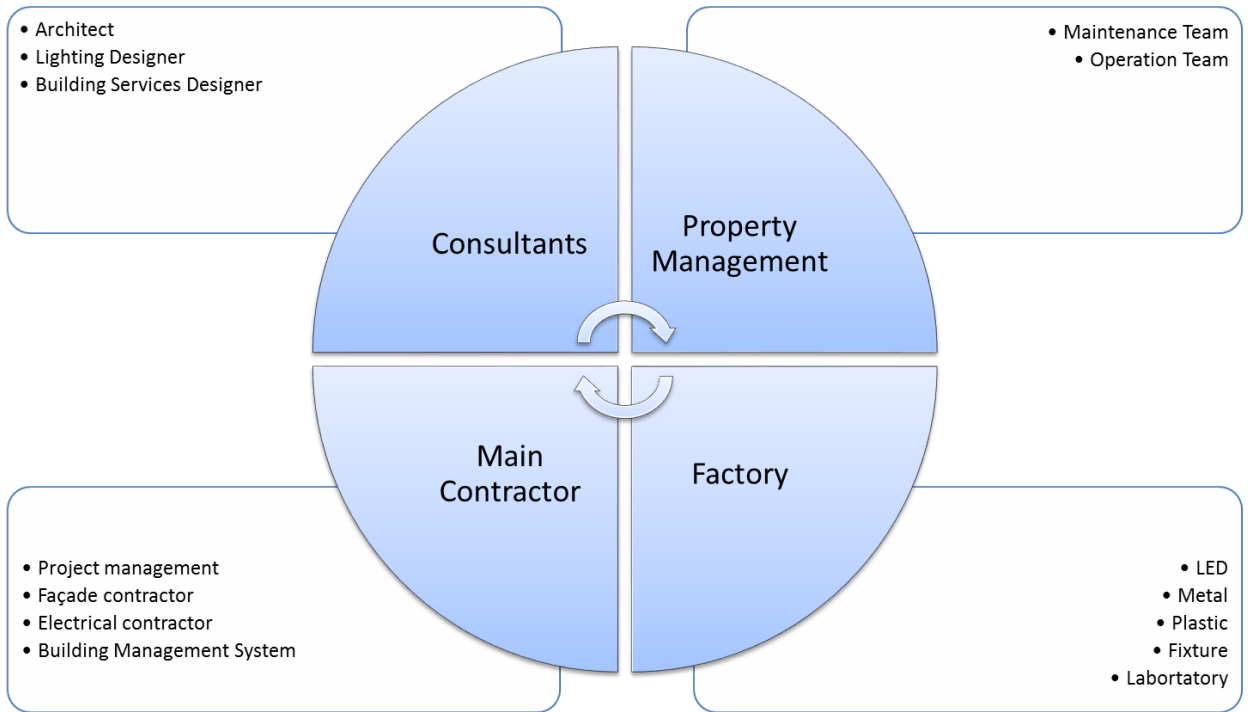 • Architect
• Lighting Designer
• Building Services Designer
• Maintenance Team
• Operation Team
Consultants
Property
Management
Main
Contractor
Factory
• Project management
• Façade contractor
• Electrical contractor
• Building Management System
• LED
• Metal
• Plastic
• Fixture
• Labortatory